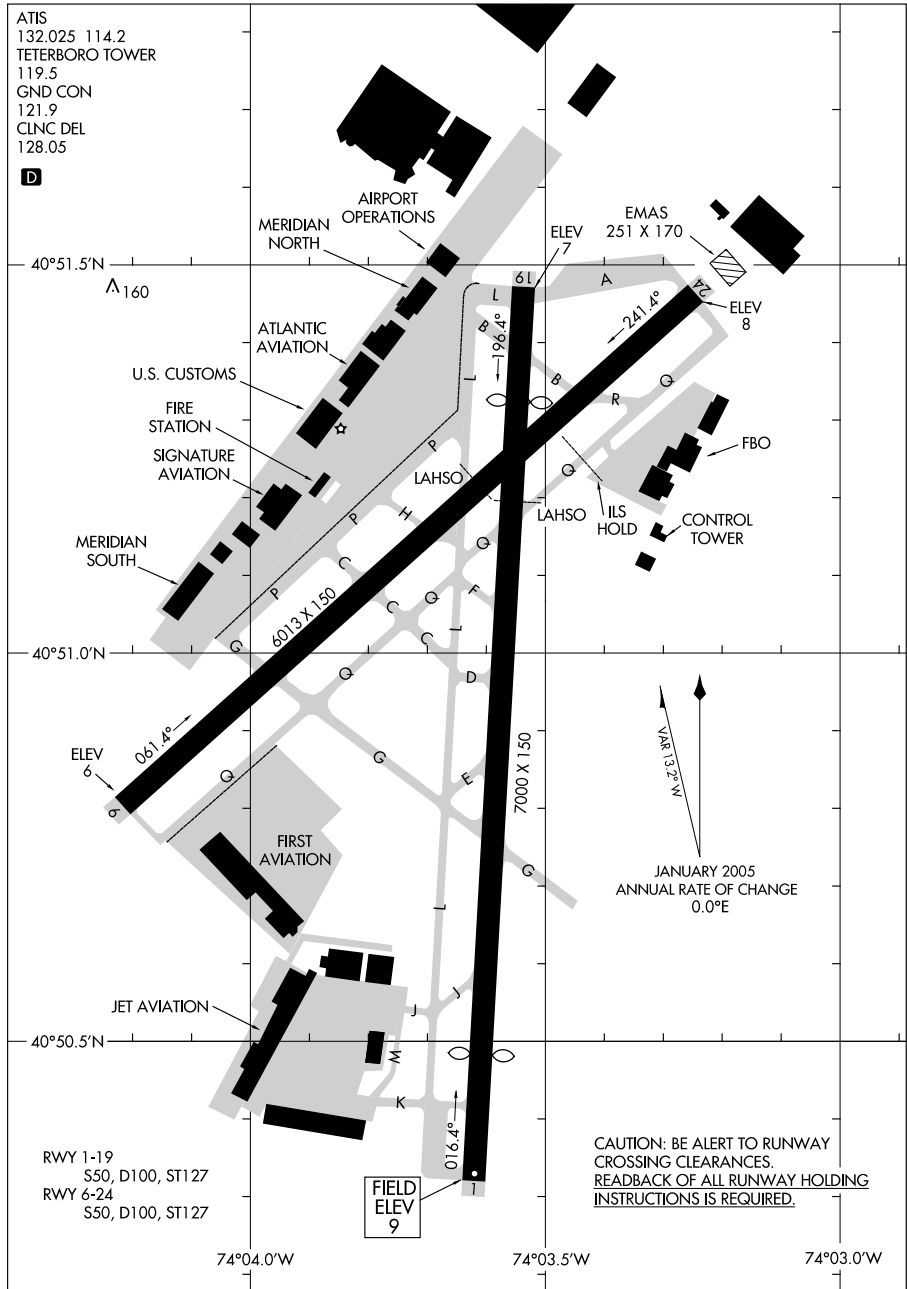 ATIS
132.025 114.2
TETERBORO TOWER
119.5
GND CON
121.9
CLNC DEL
128.05
D
AIRPORT
OPERATIONS
MERIDIAN
NORTH
EMAS
251 X 170
ELEV
7
40°51.5'N
160
19
L
A
24
ELEV
8
ATLANTIC
AVIATION
B
196.4°
241.4°
U.S. CUSTOMS
L
B
R
Q
FIRE
STATION
FBO
P
SIGNATURE
AVIATION
LAHSO
Q
P
H
LAHSO
ILS
HOLD
CONTROL
TOWER
MERIDIAN
SOUTH
C
Q
P
6013 X 150
C
Q
F
G
C
L
40°51.0'N
Q
D
061.4°
ELEV
6
G
Q
E
7000 X 150
VAR 13.2° W
6
FIRST
AVIATION
G
JANUARY 2005
ANNUAL RATE OF CHANGE
0.0°E
L
JET AVIATION
J
J
40°50.5'N
M
K
016.4°
RWY 1-19
S50, D100, ST127
RWY 6-24
S50, D100, ST127
CAUTION: BE ALERT TO RUNWAY
CROSSING CLEARANCES.
READBACK OF ALL RUNWAY HOLDING
INSTRUCTIONS IS REQUIRED.
FIELD
ELEV
9
1
74°04.0'W
74°03.5'W
74°03.0'W